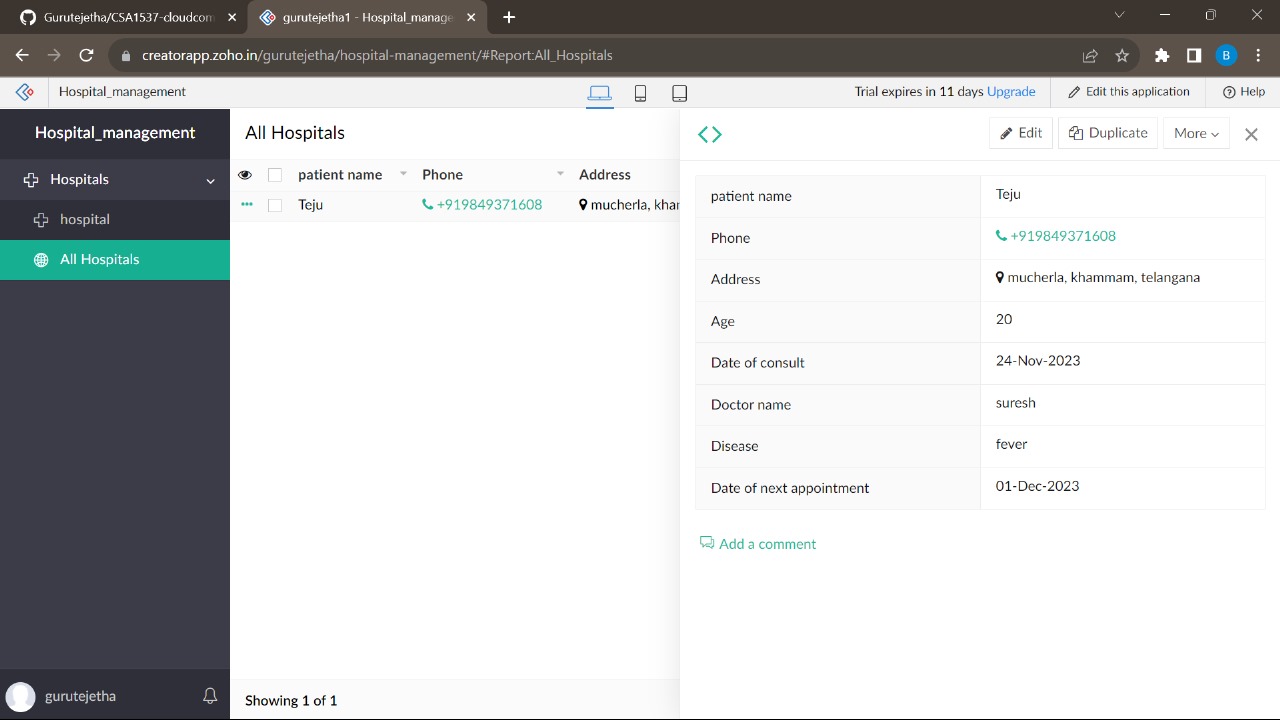 Gurutejetha/CSA1537-cloudcom
gurutejetha1 - Hospital_manage
creatorapp.zoho.in/gurutejetha/hospital-management/#Report:All_Hospitals
B
Hospital_management
Trial expires in 11 days Upgrade
Edit this application
Help
Hospital_management
Hospitals
hospital
All Hospitals
gurutejetha
All Hospitals
patient name Phone Address
Teju +919849371608 mucherla, khar
Showing 1 of 1
Edit Duplicate More
patient name Teju
Phone +919849371608
Address mucherla, khammam, telangana
Age 20
Date of consult 24-Nov-2023
Doctor name suresh
Disease fever
Date of next appointment 01-Dec-2023
Add a comment